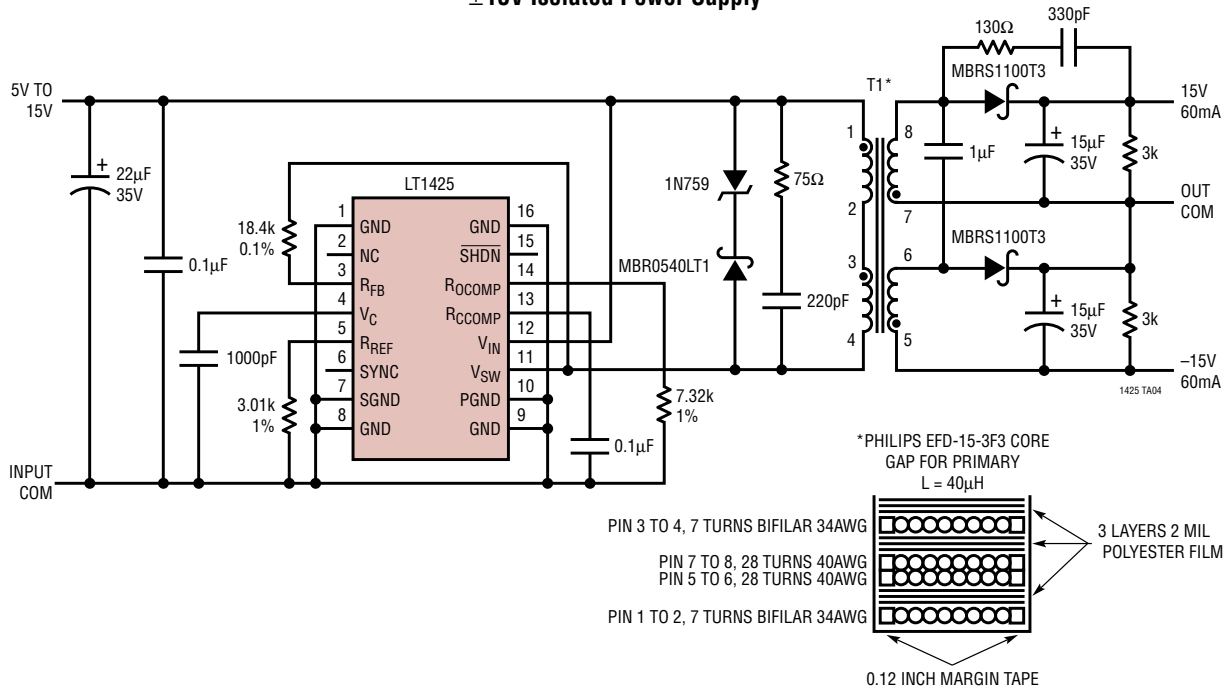 ±15V Isolated Power Supply
5V TO
15V
22µF
35V
+
0.1µF
18.4k
0.1%
1000pF
3.01k
1%
INPUT
COM
LT1425
1 GND
2 NC
3 RFB
4 VC
5 RREF
6 SYNC
7 SGND
8 GND
16 GND
15 SHDN
14 ROCOMP
13 RCCOMP
12 VIN
11 VSW
10 PGND
9 GND
7.32k
1%
0.1µF
1N759
MBR0540LT1
75Ω
220pF
T1*
1
2
3
4
8
7
6
5
130Ω
330pF
MBRS1100T3
1µF
+
15µF
35V
3k
15V
60mA
OUT
COM
MBRS1100T3
+
15µF
35V
3k
–15V
60mA
1425 TA04
*PHILIPS EFD-15-3F3 CORE
GAP FOR PRIMARY
L = 40µH
PIN 3 TO 4, 7 TURNS BIFILAR 34AWG
PIN 7 TO 8, 28 TURNS 40AWG
PIN 5 TO 6, 28 TURNS 40AWG
PIN 1 TO 2, 7 TURNS BIFILAR 34AWG
3 LAYERS 2 MIL
POLYESTER FILM
0.12 INCH MARGIN TAPE